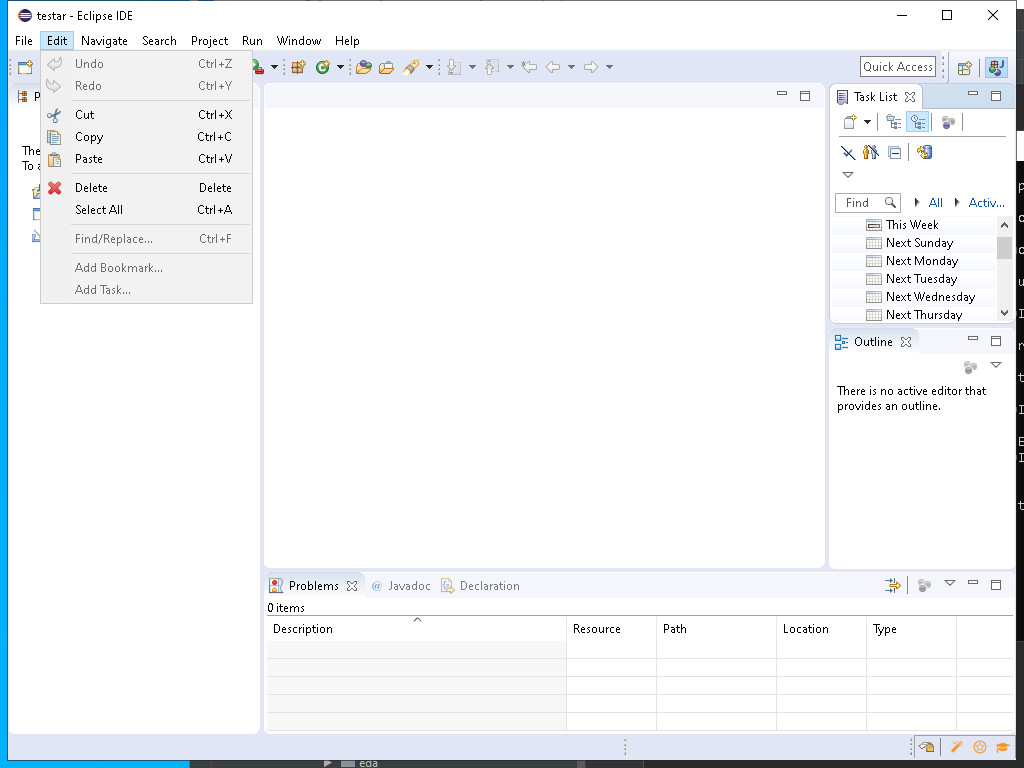 testar - Eclipse IDE
File Edit Navigate Search Project Run Window Help
Undo Ctrl+Z
Redo Ctrl+Y
Cut Ctrl+X
Copy Ctrl+C
Paste Ctrl+V
Delete Delete
Select All Ctrl+A
Find/Replace... Ctrl+F
Add Bookmark...
Add Task...
Quick Access
P
The
To a
Task List
Find All Activ...
This Week
Next Sunday
Next Monday
Next Tuesday
Next Wednesday
Next Thursday
Outline
There is no active editor that
provides an outline.
Problems @ Javadoc Declaration
0 items
Description Resource Path Location Type
eda